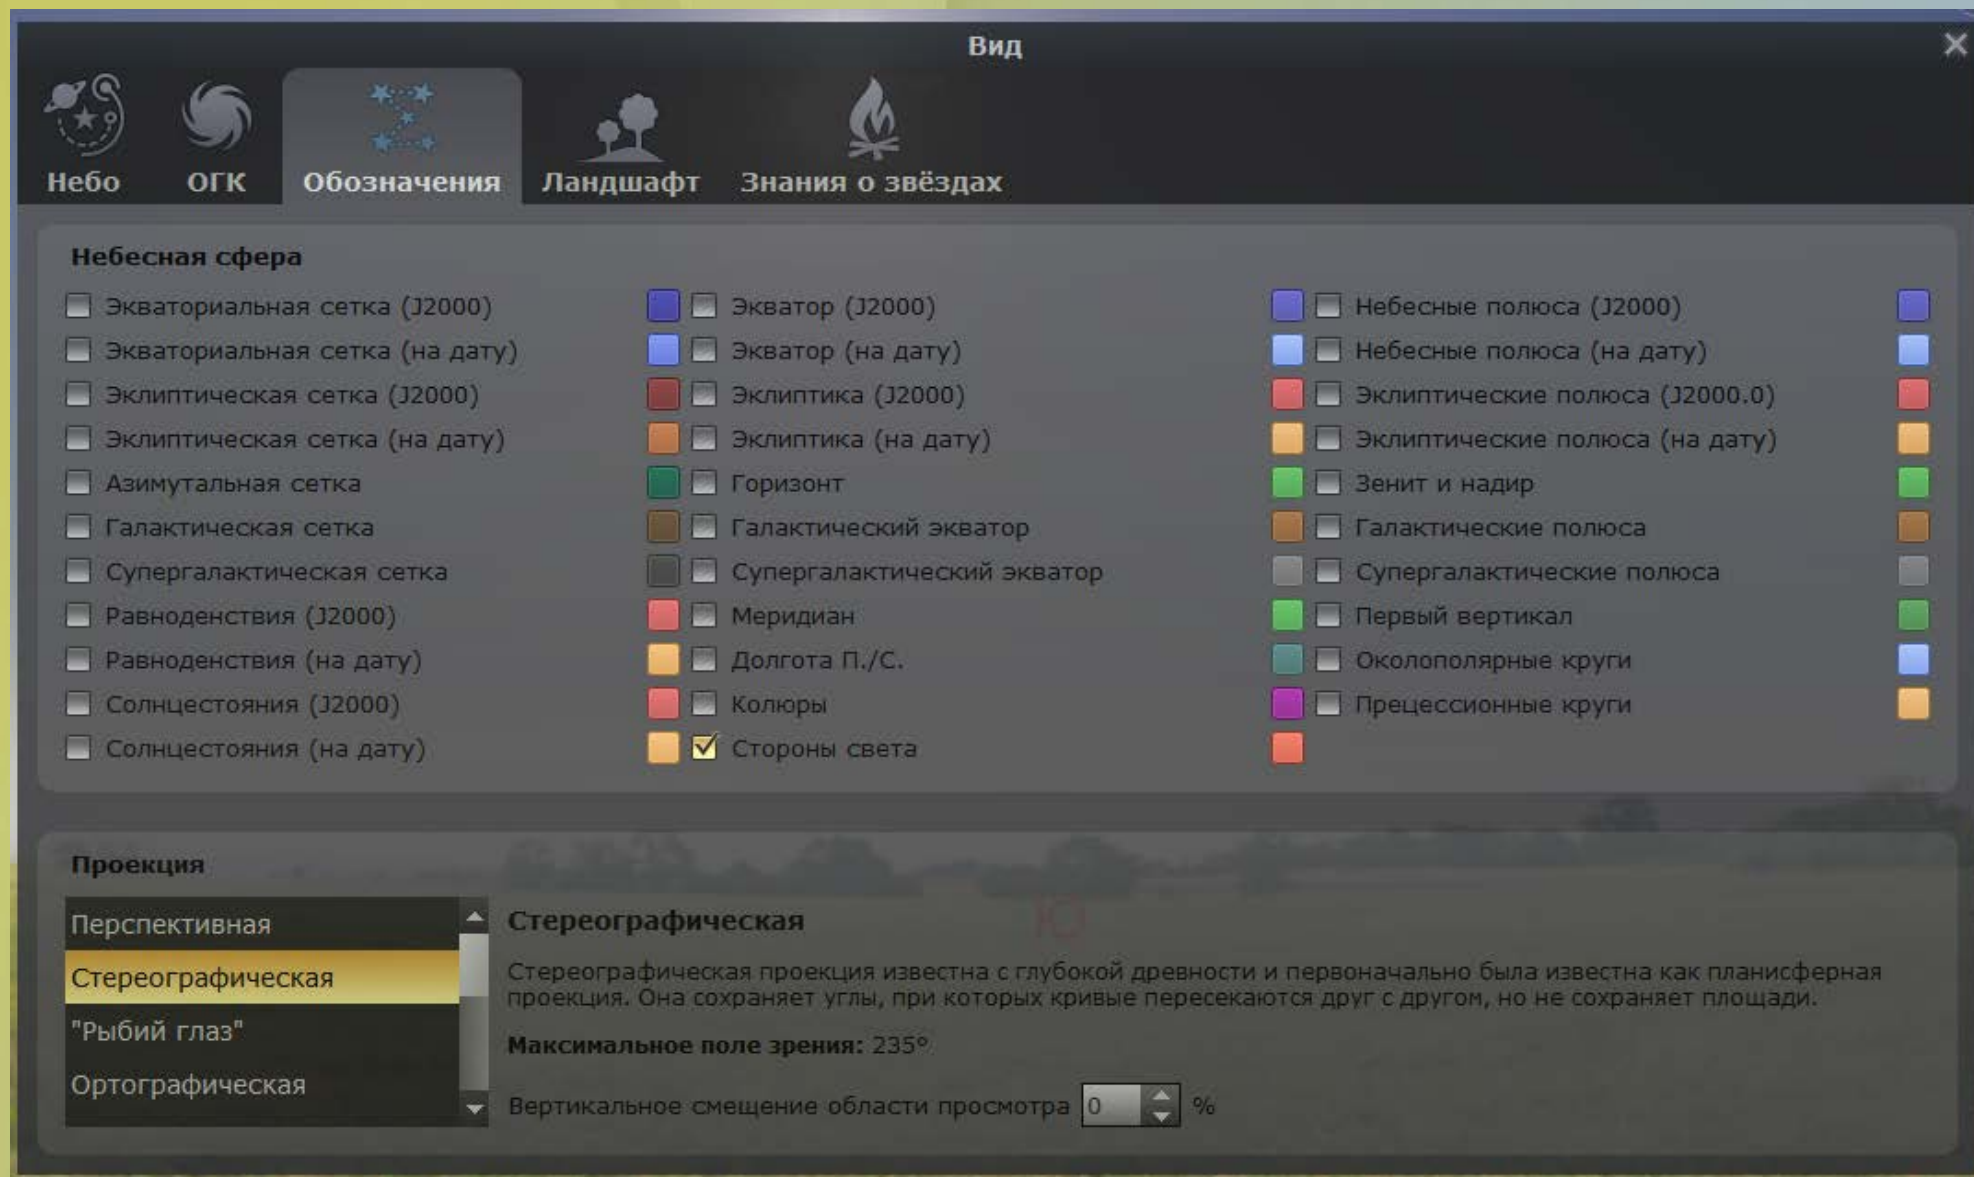 Вид
Небо ОГК Обозначения Ландшафт Знания о звёздах
Небесная сфера
Экваториальная сетка (J2000) Экватор (J2000) Небесные полюса (J2000)
Экваториальная сетка (на дату) Экватор (на дату) Небесные полюса (на дату)
Эклиптическая сетка (J2000) Эклиптика (J2000) Эклиптические полюса (J2000.0)
Эклиптическая сетка (на дату) Эклиптика (на дату) Эклиптические полюса (на дату)
Азимутальная сетка Горизонт Зенит и надир
Галактическая сетка Галактический экватор Галактические полюса
Супергалактическая сетка Супергалактический экватор Супергалактические полюса
Равноденствия (J2000) Меридиан Первый вертикал
Равноденствия (на дату) Долгота П./С. Околополярные круги
Солнцестояния (J2000) Колюры Прецессионные круги
Солнцестояния (на дату) Стороны света
Проекция
Перспективная
Стереографическая
"Рыбий глаз"
Ортографическая
Стереографическая
Ю
Стереографическая проекция известна с глубокой древности и первоначально была известна как планисферная
проекция. Она сохраняет углы, при которых кривые пересекаются друг с другом, но не сохраняет площади.
Максимальное поле зрения: 235°
Вертикальное смещение области просмотра 0 %